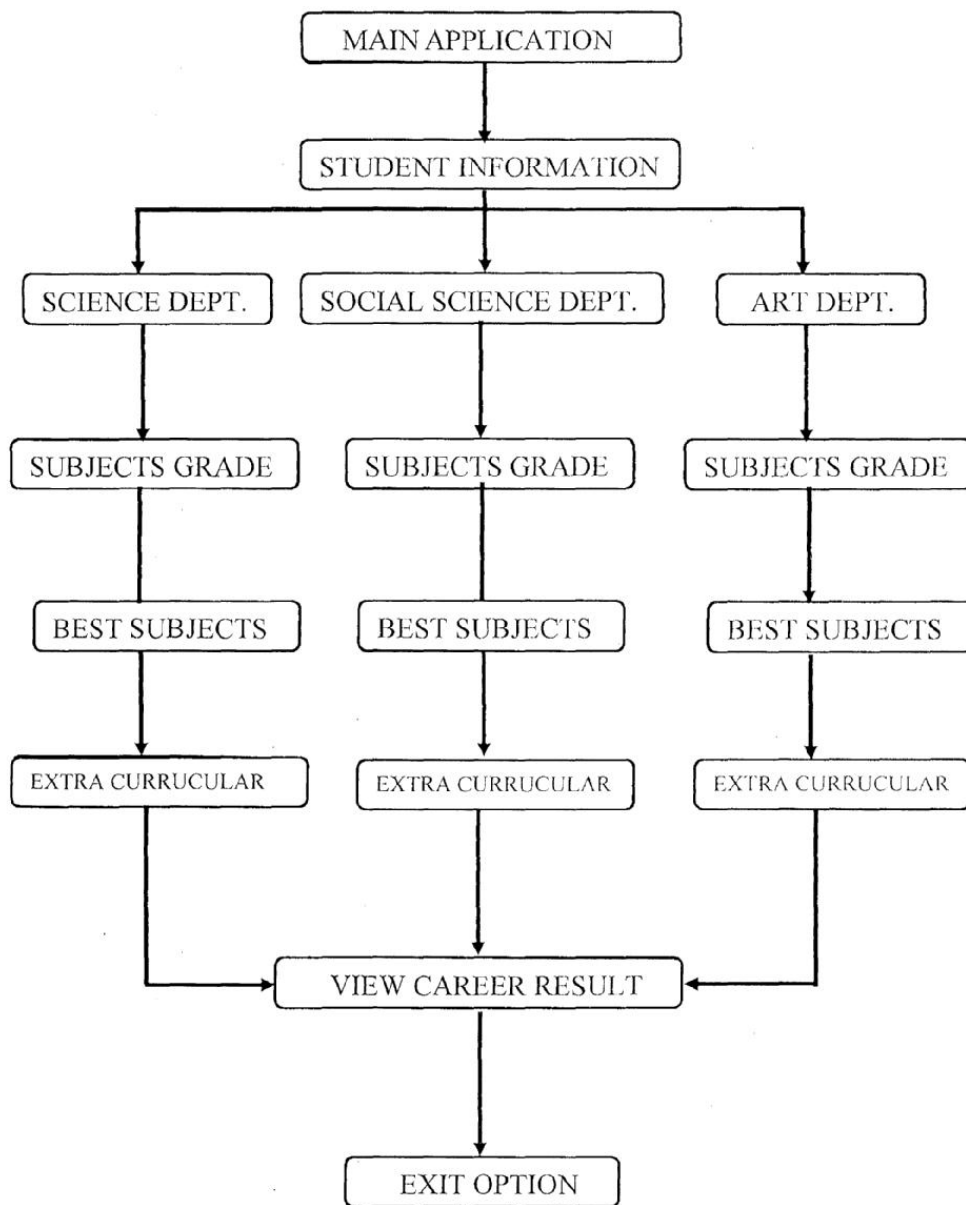 MAIN APPLICATION
STUDENT INFORMATION
SCIENCE DEPT.
SOCIAL SCIENCE DEPT.
ART DEPT.
SUBJECTS GRADE
SUBJECTS GRADE
SUBJECTS GRADE
BEST SUBJECTS
BEST SUBJECTS
BEST SUBJECTS
EXTRA CURRUCULAR
EXTRA CURRUCULAR
EXTRA CURRUCULAR
VIEW CAREER RESULT
EXIT OPTION